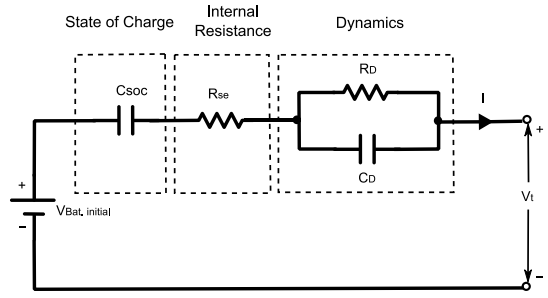 State of Charge
Internal
Resistance
Dynamics
Csoc
Rse
RD
CD
I
+
Vt
−
+
−
VBat, initial